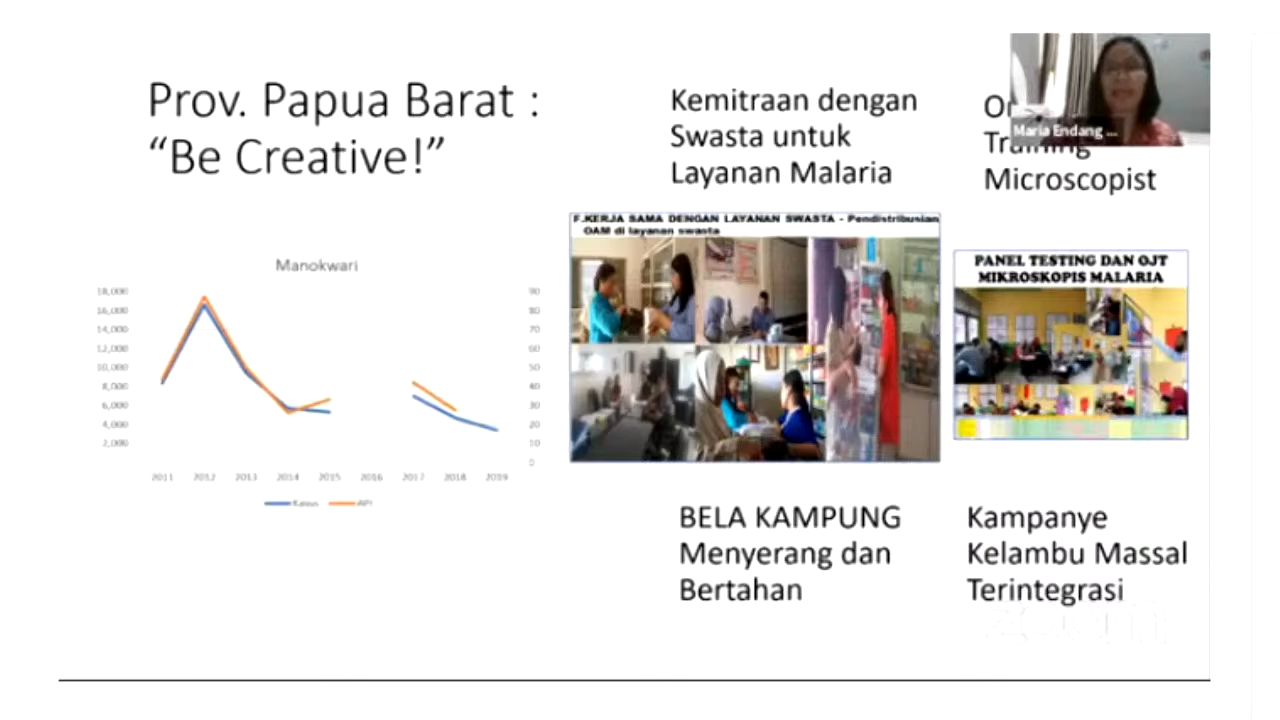 Prov. Papua Barat :
“Be Creative!”
Kemitraan dengan
Swasta untuk
Layanan Malaria
Training
Microscopist
Maria Endang ...
F.KERJA SAMA DENGAN LAYANAN SWASTA - Pendistribusian
OAM di layanan swasta
PANEL TESTING DAN OJT
MIKROSKOPIS MALARIA
Manokwari
18,000
16,000
14,000
12,000
10,000
8,000
6,000
4,000
2,000
90
80
70
60
50
40
30
20
10
0
2011 2012 2013 2014 2015 2016 2017 2018 2019
Kasus API
BELA KAMPUNG
Menyerang dan
Bertahan
Kampanye
Kelambu Massal
Terintegrasi
zoom